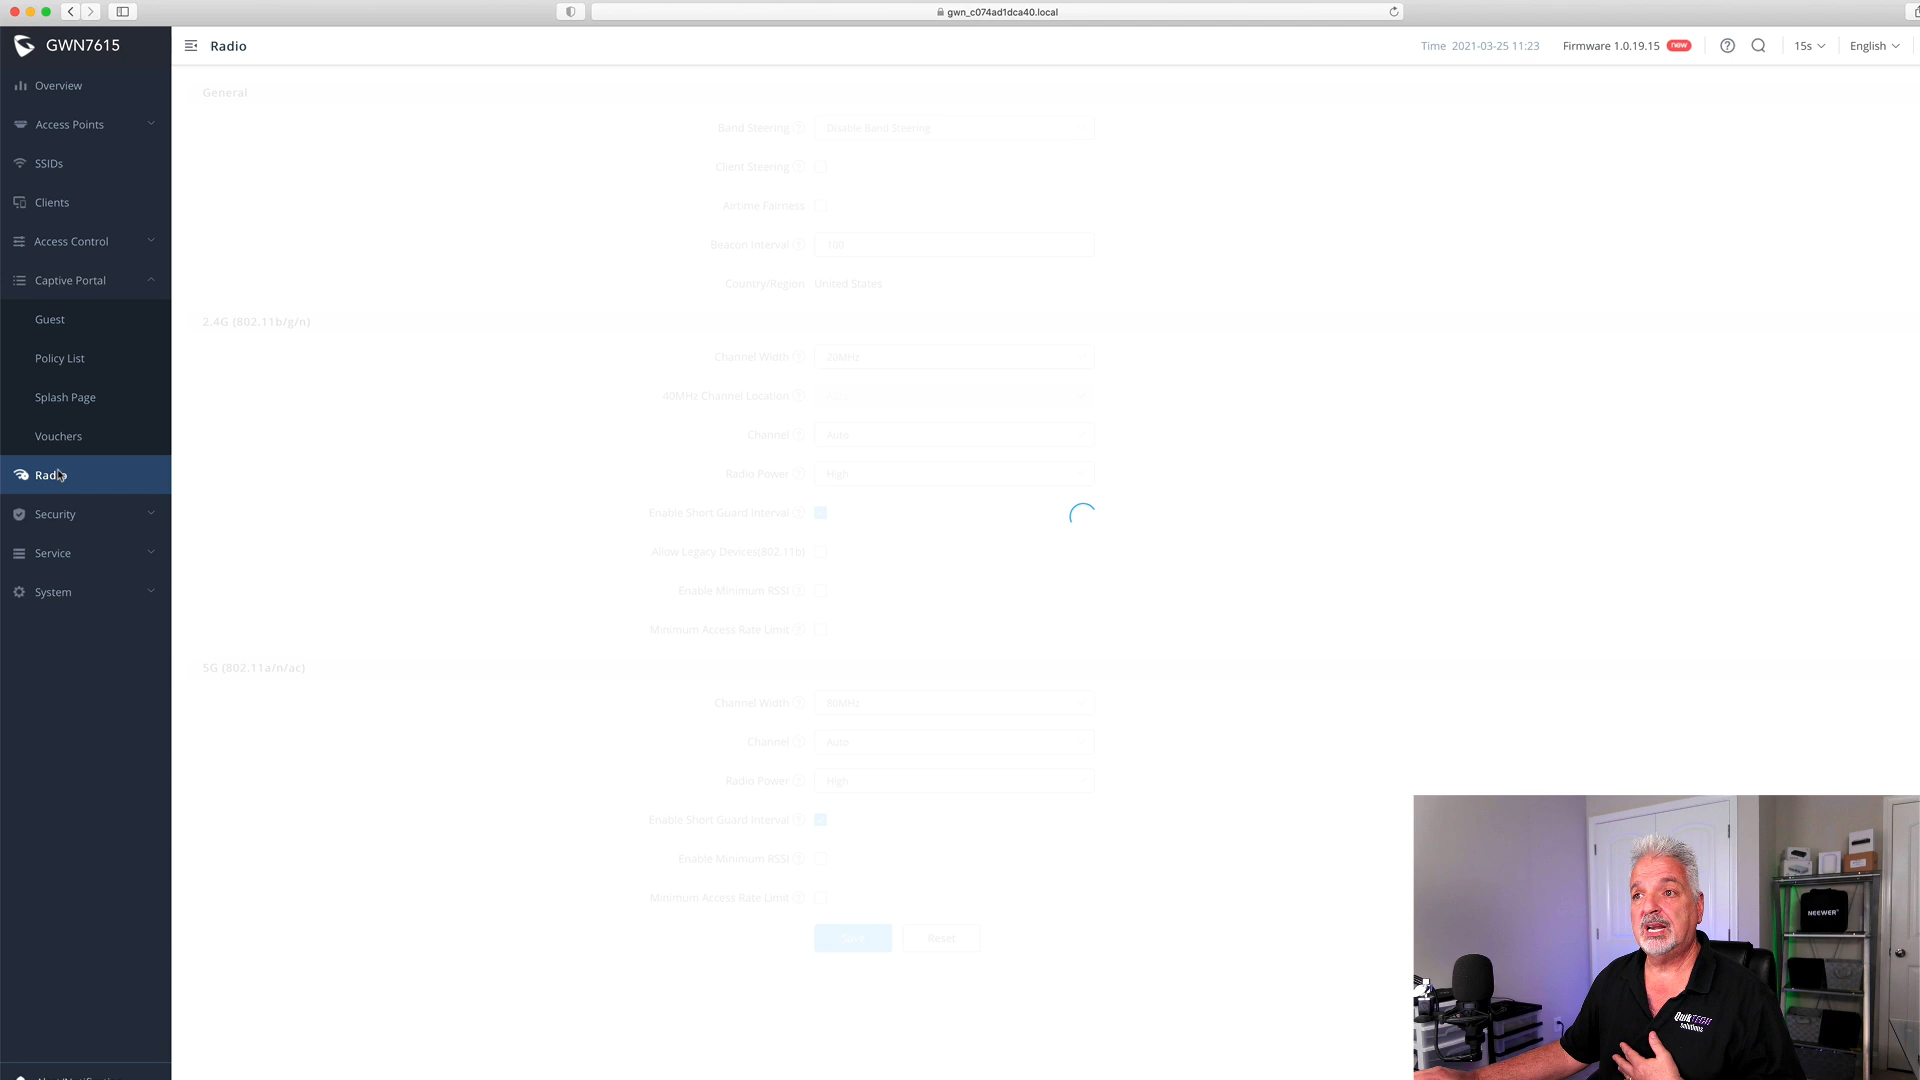 gwn_c074ad1dca40.local
GWN7615
Radio
Time 2021-03-25 11:23
Firmware 1.0.19.15 new
15s
English
Overview
Access Points
SSIDs
Clients
Access Control
Captive Portal
Guest
Policy List
Splash Page
Vouchers
Radio
Security
Service
System
General
Band Steering
Disable Band Steering
Client Steering
Airtime Fairness
Beacon Interval
100
Country/Region
United States
2.4G (802.11b/g/n)
Channel Width
20MHz
40MHz Channel Location
Channel
Auto
Radio Power
High
Enable Short Guard Interval
Allow Legacy Devices(802.11b)
Enable Minimum RSSI
Minimum Access Rate Limit
5G (802.11a/n/ac)
Channel Width
80MHz
Channel
Auto
Radio Power
High
Enable Short Guard Interval
Enable Minimum RSSI
Minimum Access Rate Limit
Save
Reset
NEEWER
QwikTECH
solutions